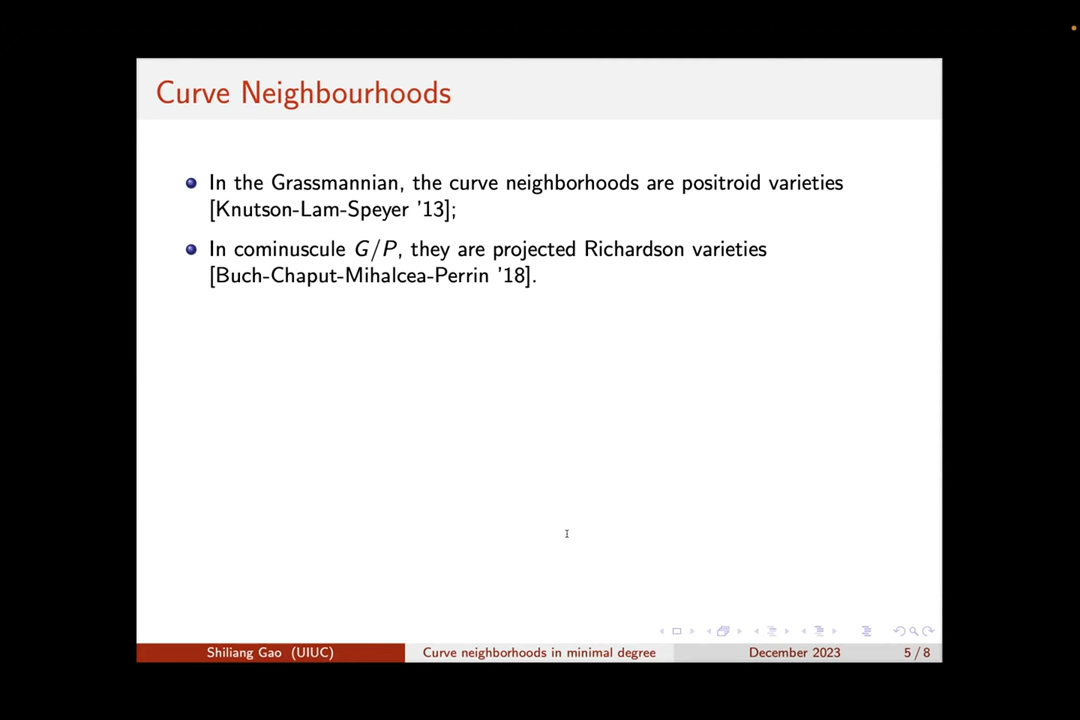 Curve Neighbourhoods
In the Grassmannian, the curve neighborhoods are positroid varieties
[Knutson-Lam-Speyer '13];
In cominuscule G/P, they are projected Richardson varieties
[Buch-Chaput-Mihalcea-Perrin '18].
Shiliang Gao (UIUC)
Curve neighborhoods in minimal degree
December 2023
5 / 8